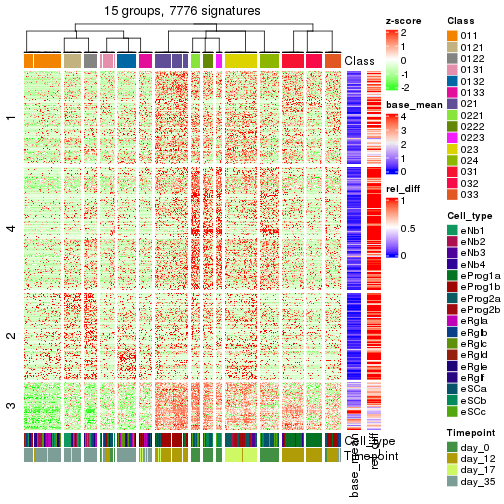 15 groups, 7776 signatures
Class
1
4
2
3
Cell_type
Timepoint
base_mean
rel_diff
z-score
2
1
0
-1
-2
base_mean
4
3
2
1
0
rel_diff
1
0.5
0
Class
011
0121
0122
0131
0132
0133
021
0221
0222
0223
023
024
031
032
033
Cell_type
eNb1
eNb2
eNb3
eNb4
eProg1a
eProg1b
eProg2a
eProg2b
eRgla
eRglb
eRglc
eRgld
eRgle
eRglf
eSCa
eSCb
eSCc
Timepoint
day_0
day_12
day_17
day_35